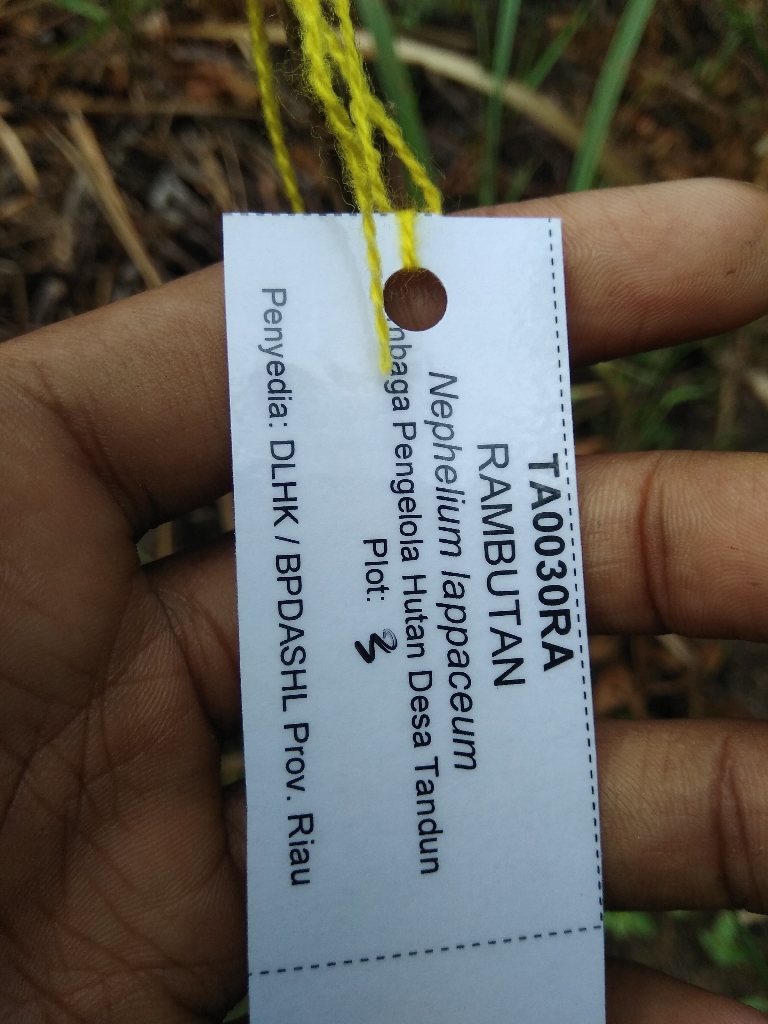 TA0030RA
RAMBUTAN
Nephelium lappaceum
Pengelola Hutan Desa Tandun
Plot: 3
Penyedia: DLHK / BPDASHL Prov. Riau